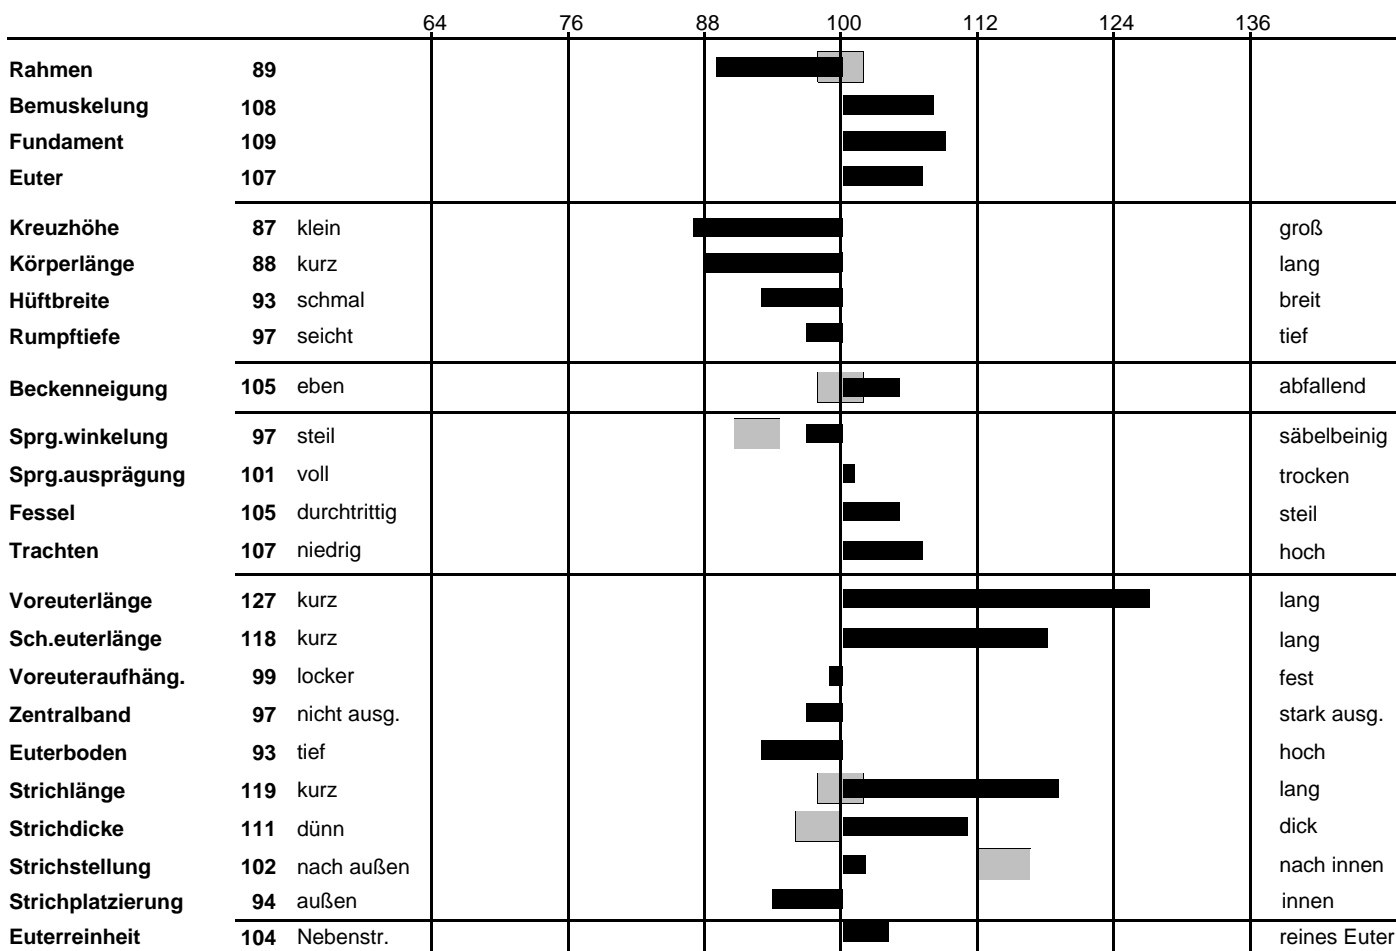 64 76 88 100 112 124 136
Rahmen 89
Bemuskelung 108
Fundament 109
Euter 107
Kreuzhöhe 87 klein groß
Körperlänge 88 kurz lang
Hüftbreite 93 schmal breit
Rumpftiefe 97 seicht tief
Beckenneigung 105 eben abfallend
Sprg.winkelung 97 steil säbelbeinig
Sprg.ausprägung 101 voll trocken
Fessel 105 durchtrittig steil
Trachten 107 niedrig hoch
Voreuterlänge 127 kurz lang
Sch.euterlänge 118 kurz lang
Voreuteraufhäng. 99 locker fest
Zentralband 97 nicht ausg. stark ausg.
Euterboden 93 tief hoch
Strichlänge 119 kurz lang
Strichdicke 111 dünn dick
Strichstellung 102 nach außen nach innen
Strichplatzierung 94 außen innen
Euterreinheit 104 Nebenstr. reines Euter